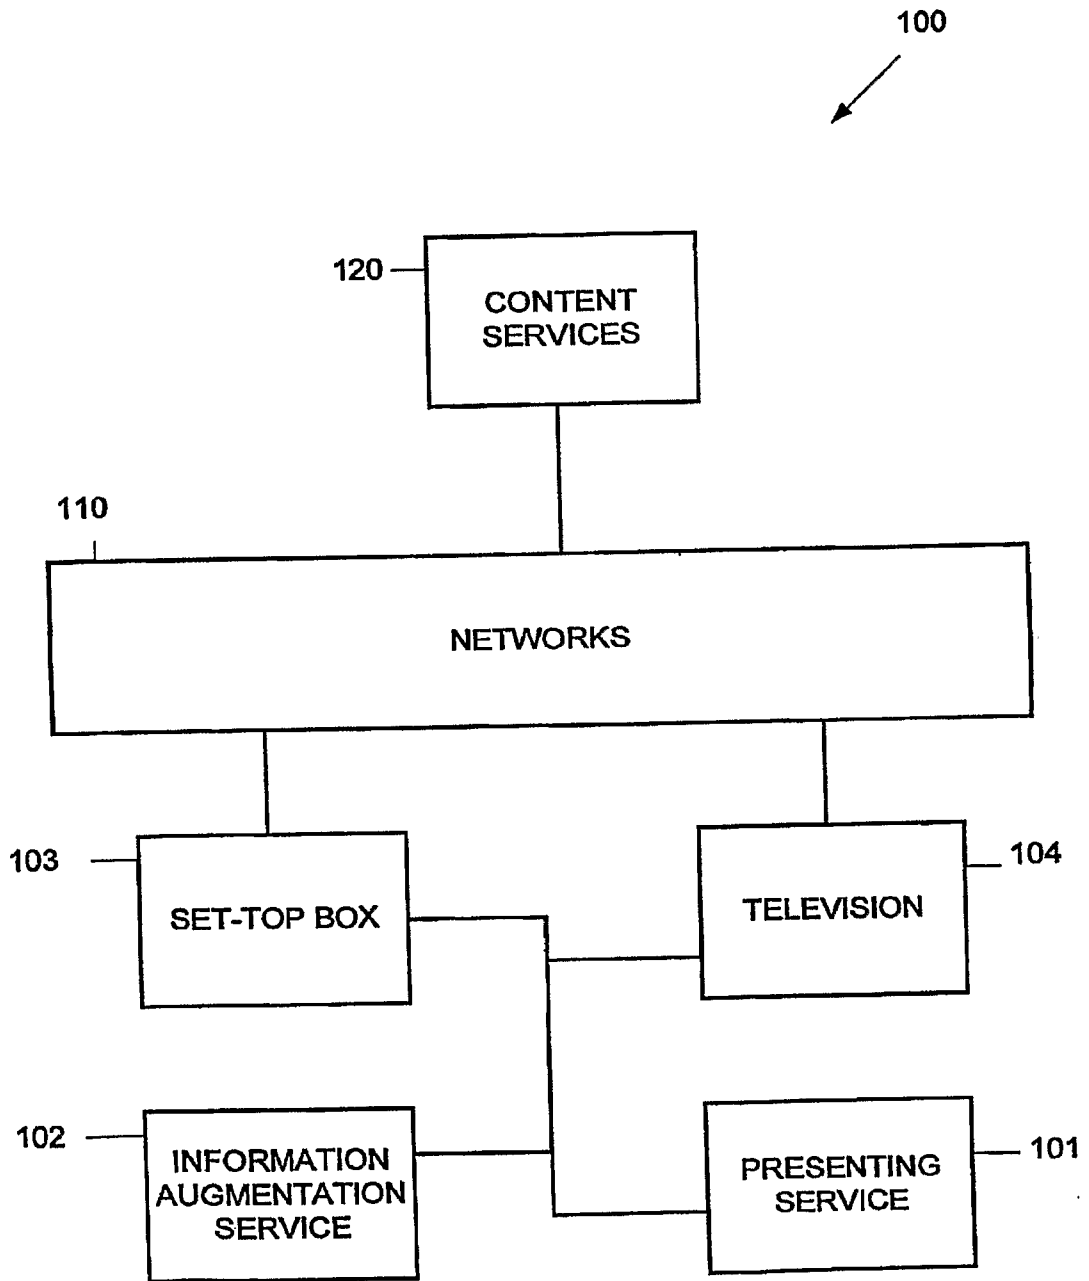 100
120
CONTENT
SERVICES
110
NETWORKS
103
SET-TOP BOX
TELEVISION
104
102
INFORMATION
AUGMENTATION
SERVICE
PRESENTING
SERVICE
101